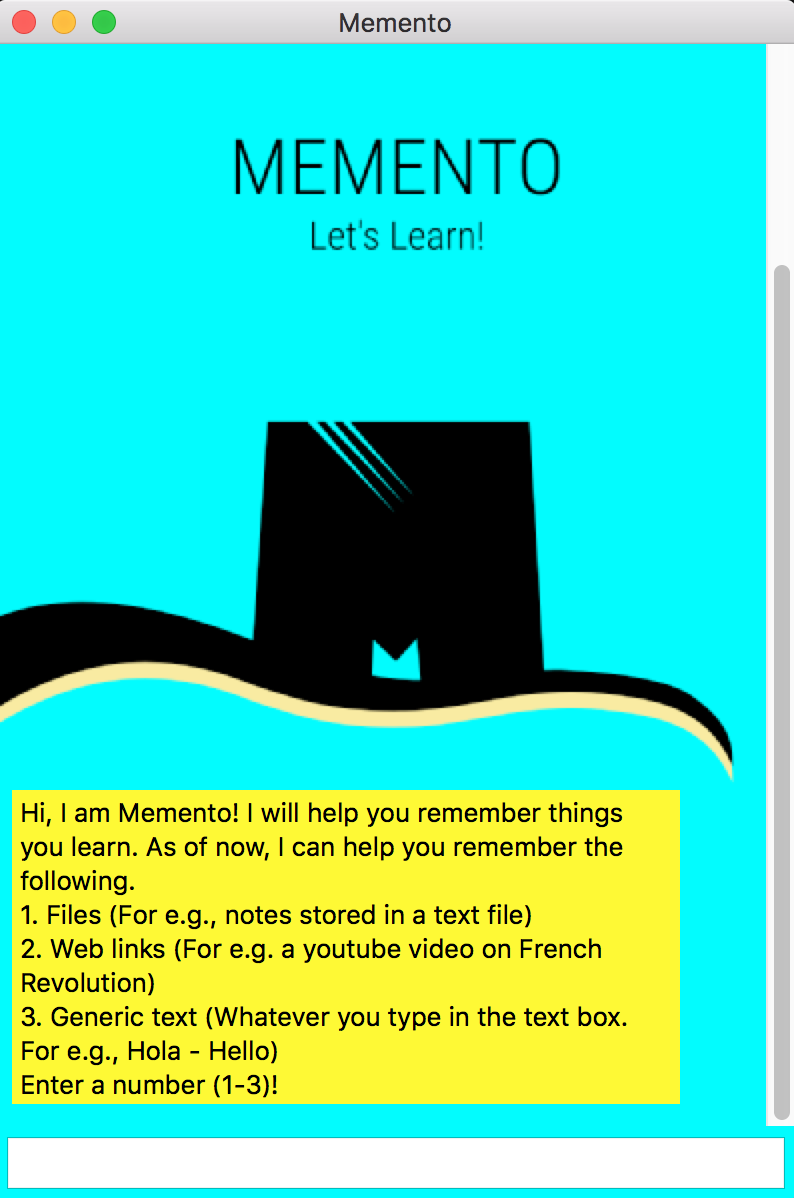 Memento
MEMENTO
Let's Learn!
Hi, I am Memento! I will help you remember things
you learn. As of now, I can help you remember the
following.
1. Files (For e.g., notes stored in a text file)
2. Web links (For e.g. a youtube video on French
Revolution)
3. Generic text (Whatever you type in the text box.
For e.g., Hola - Hello)
Enter a number (1-3)!